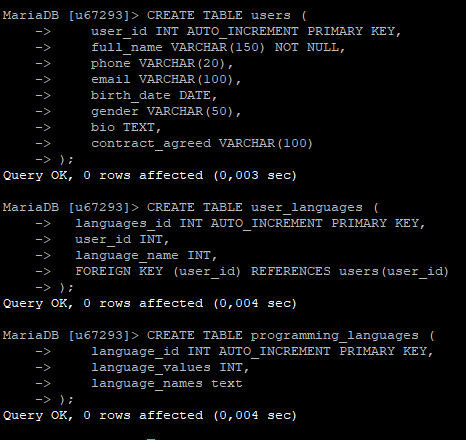 MariaDB [u67293]> CREATE TABLE users (
    ->     user_id INT AUTO_INCREMENT PRIMARY KEY,
    ->     full_name VARCHAR(150) NOT NULL,
    ->     phone VARCHAR(20),
    ->     email VARCHAR(100),
    ->     birth_date DATE,
    ->     gender VARCHAR(50),
    ->     bio TEXT,
    ->     contract_agreed VARCHAR(100)
    -> );
Query OK, 0 rows affected (0,003 sec)

MariaDB [u67293]> CREATE TABLE user_languages (
    ->   languages_id INT AUTO_INCREMENT PRIMARY KEY,
    ->   user_id INT,
    ->   language_name INT,
    ->   FOREIGN KEY (user_id) REFERENCES users(user_id)
    -> );
Query OK, 0 rows affected (0,004 sec)

MariaDB [u67293]> CREATE TABLE programming_languages (
    ->     language_id INT AUTO_INCREMENT PRIMARY KEY,
    ->     language_values INT,
    ->     language_names text
    -> );
Query OK, 0 rows affected (0,004 sec)